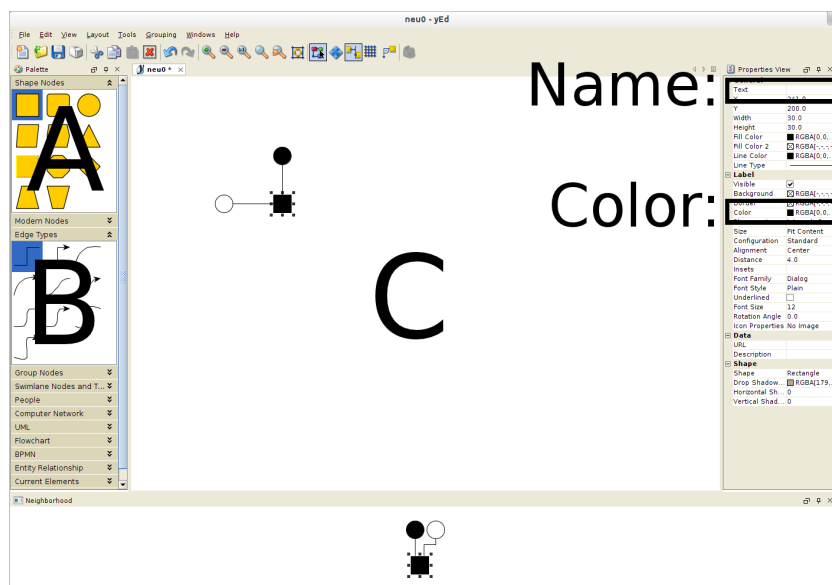 neu0 - yEd
File Edit View Layout Tools Grouping Windows Help
Palette
neu0 *
Properties View
Shape Nodes
A
Modern Nodes
Edge Types
B
Group Nodes
Swimlane Nodes and T...
People
Computer Network
UML
Flowchart
BPMN
Entity Relationship
Current Elements
C
Name:
Color:
General
Text
X 241.0
Y 200.0
Width 30.0
Height 30.0
Fill Color RGBA[0,0,..
Fill Color 2 RGBA[-,-,-,-
Line Color RGBA[0,0,..
Line Type
Label
Visible
Background RGBA[-,-,-,-
Border RGBA[-,-,-,-
Color RGBA[0,0,..
Size Fit Content
Configuration Standard
Alignment Center
Distance 4.0
Insets
Font Family Dialog
Font Style Plain
Underlined
Font Size 12
Rotation Angle 0.0
Icon Properties No Image
Data
URL
Description
Shape
Shape Rectangle
Drop Shadow... RGBA[179,..
Horizontal Sh... 0
Vertical Shad... 0
Neighborhood